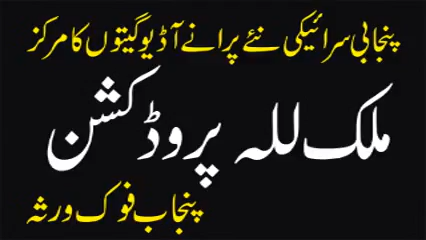 پنجابی سرائیکی نئے پرانے آڈیو گیتوں کا مرکز
ملک للہ پروڈکشن
پنجاب فوک ورثہ